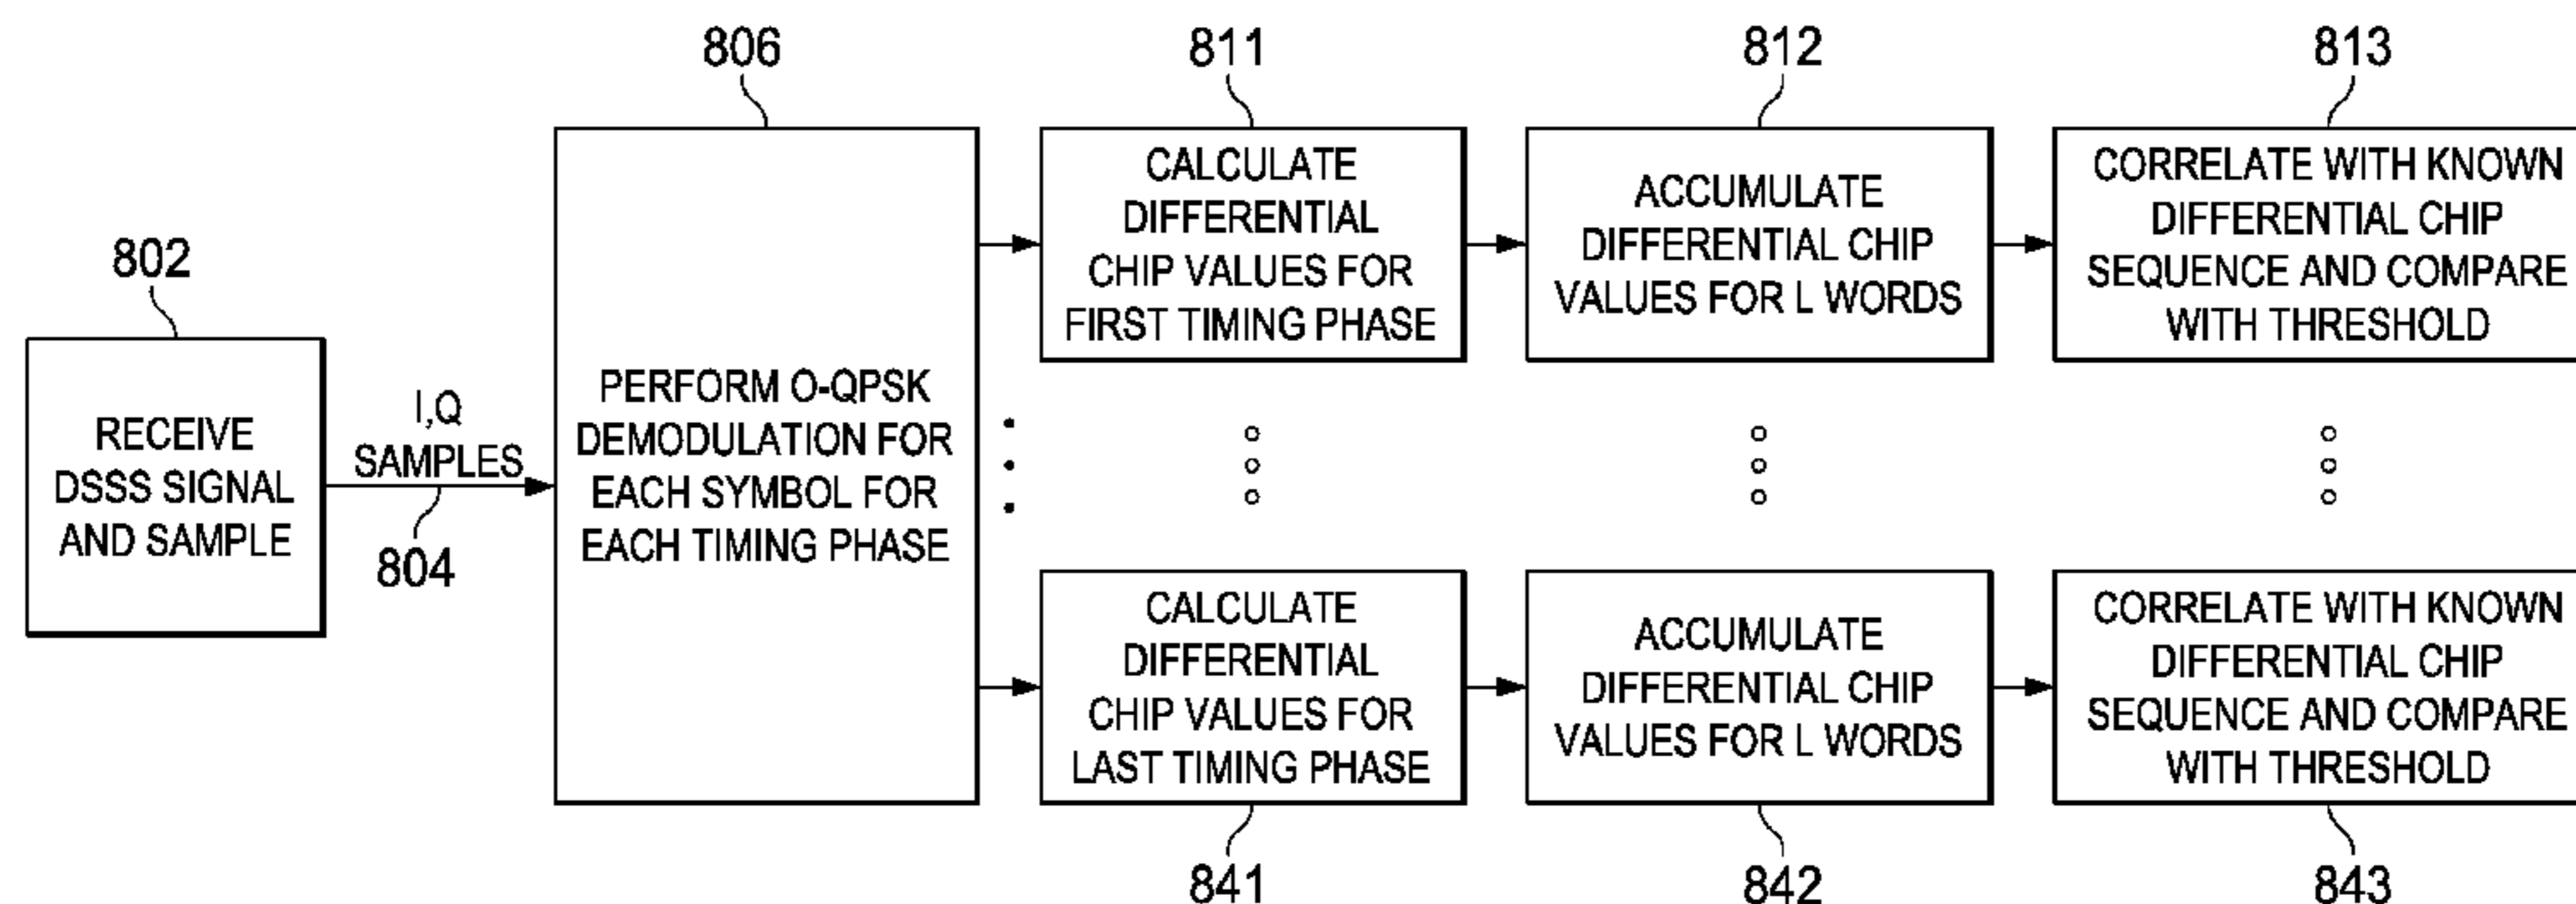 806
811
812
813
802
RECEIVE
DSSS SIGNAL
AND SAMPLE
I,Q
SAMPLES
804
PERFORM O-QPSK
DEMODULATION FOR
EACH SYMBOL FOR
EACH TIMING PHASE
CALCULATE
DIFFERENTIAL
CHIP VALUES FOR
FIRST TIMING PHASE
ACCUMULATE
DIFFERENTIAL CHIP
VALUES FOR L WORDS
CORRELATE WITH KNOWN
DIFFERENTIAL CHIP
SEQUENCE AND COMPARE
WITH THRESHOLD
CALCULATE
DIFFERENTIAL
CHIP VALUES FOR
LAST TIMING PHASE
ACCUMULATE
DIFFERENTIAL CHIP
VALUES FOR L WORDS
CORRELATE WITH KNOWN
DIFFERENTIAL CHIP
SEQUENCE AND COMPARE
WITH THRESHOLD
841
842
843